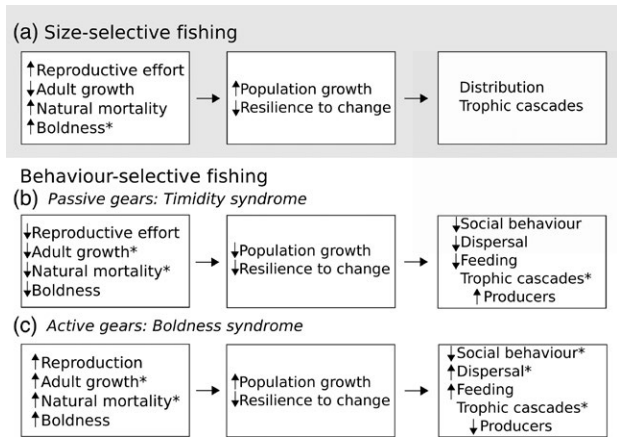 (a) Size-selective fishing
↑Reproductive effort
↓Adult growth
↑Natural mortality
↑Boldness*
↑Population growth
↓Resilience to change
Distribution
Trophic cascades
Behaviour-selective fishing
(b) Passive gears: Timidity syndrome
↓Reproductive effort
↓Adult growth*
↓Natural mortality*
↓Boldness
↓Population growth
↓Resilience to change
↓Social behaviour
↓Dispersal
↓Feeding
Trophic cascades*
↑Producers
(c) Active gears: Boldness syndrome
↑Reproduction
↑Adult growth*
↑Natural mortality*
↑Boldness
↑Population growth
↓Resilience to change
↓Social behaviour*
↑Dispersal*
↑Feeding
Trophic cascades*
↓Producers